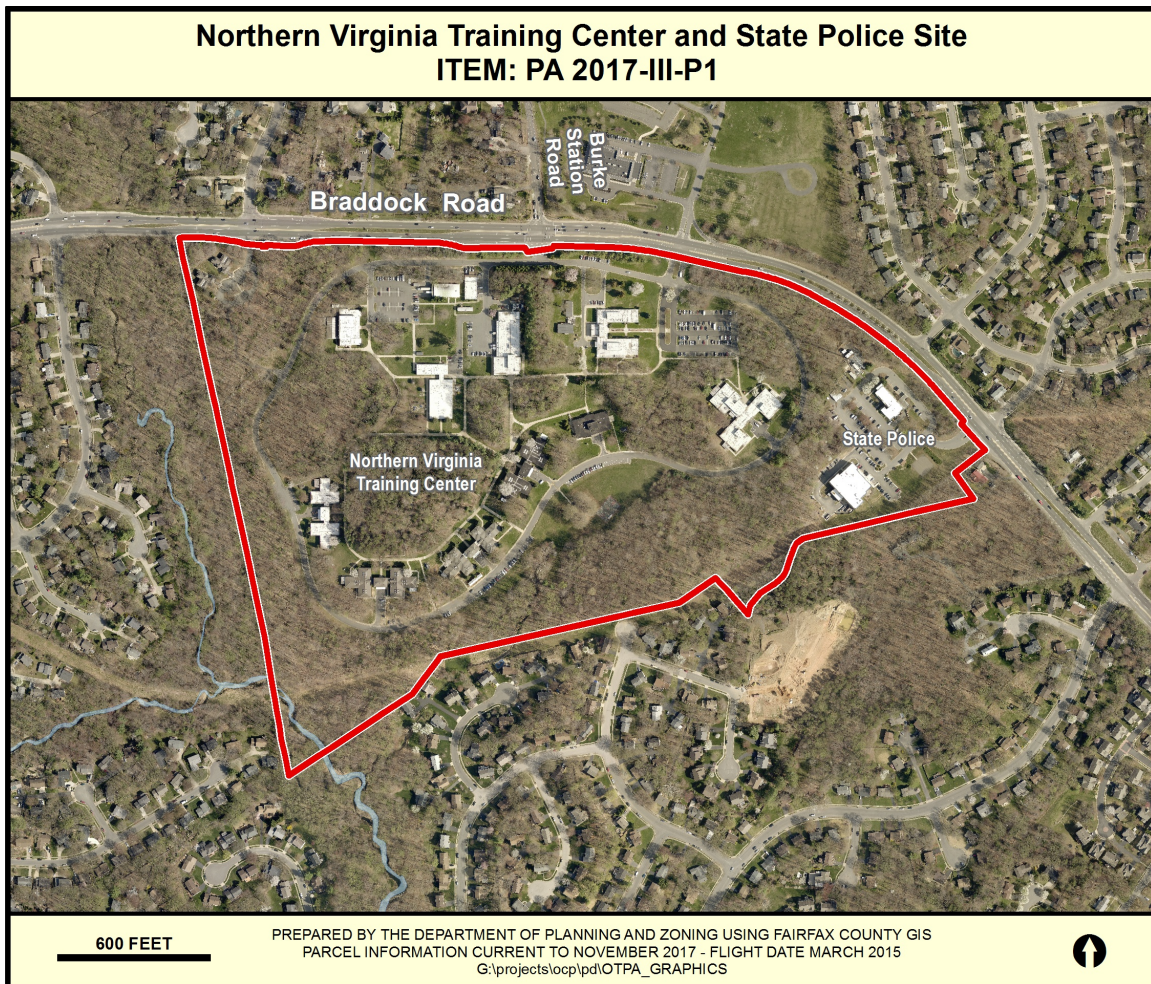 Northern Virginia Training Center and State Police Site
ITEM: PA 2017-III-P1
Burke
Station
Road
Braddock Road
State Police
Northern Virginia
Training Center
600 FEET
PREPARED BY THE DEPARTMENT OF PLANNING AND ZONING USING FAIRFAX COUNTY GIS
PARCEL INFORMATION CURRENT TO NOVEMBER 2017 - FLIGHT DATE MARCH 2015
G:\projects\ocp\pd\OTPA_GRAPHICS